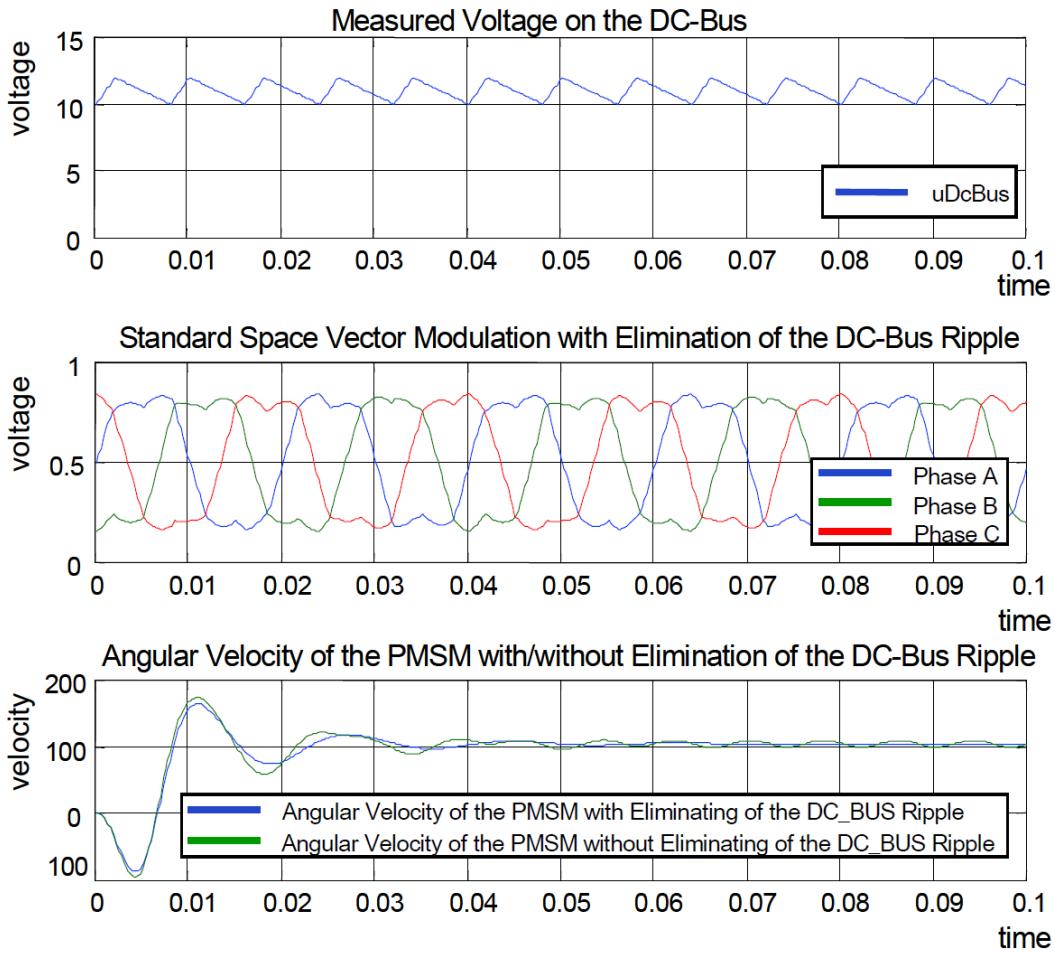 Measured Voltage on the DC-Bus
voltage
15
10
5
0
uDcBus
0 0.01 0.02 0.03 0.04 0.05 0.06 0.07 0.08 0.09 0.1
time
Standard Space Vector Modulation with Elimination of the DC-Bus Ripple
voltage
1
0.5
0
Phase A
Phase B
Phase C
0 0.01 0.02 0.03 0.04 0.05 0.06 0.07 0.08 0.09 0.1
time
Angular Velocity of the PMSM with/without Elimination of the DC-Bus Ripple
velocity
200
100
0
100
Angular Velocity of the PMSM with Eliminating of the DC_BUS Ripple
Angular Velocity of the PMSM without Eliminating of the DC_BUS Ripple
0 0.01 0.02 0.03 0.04 0.05 0.06 0.07 0.08 0.09 0.1
time